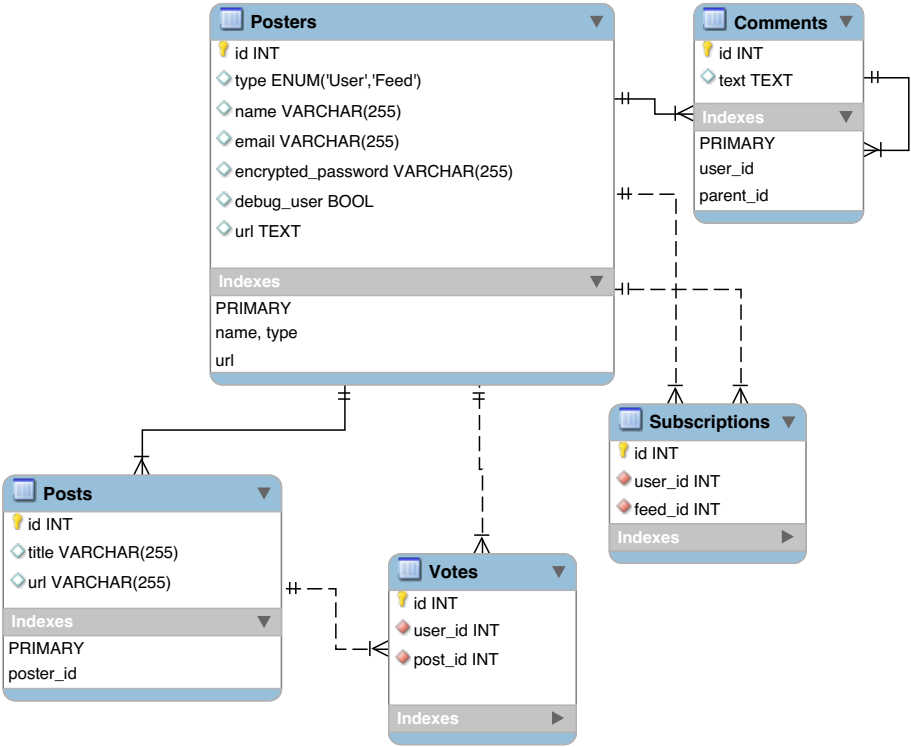 Posters
id INT
type ENUM('User','Feed')
name VARCHAR(255)
email VARCHAR(255)
encrypted_password VARCHAR(255)
debug_user BOOL
url TEXT
Indexes
PRIMARY
name, type
url
Comments
id INT
text TEXT
Indexes
PRIMARY
user_id
parent_id
Subscriptions
id INT
user_id INT
feed_id INT
Indexes
Posts
id INT
title VARCHAR(255)
url VARCHAR(255)
Indexes
PRIMARY
poster_id
Votes
id INT
user_id INT
post_id INT
Indexes